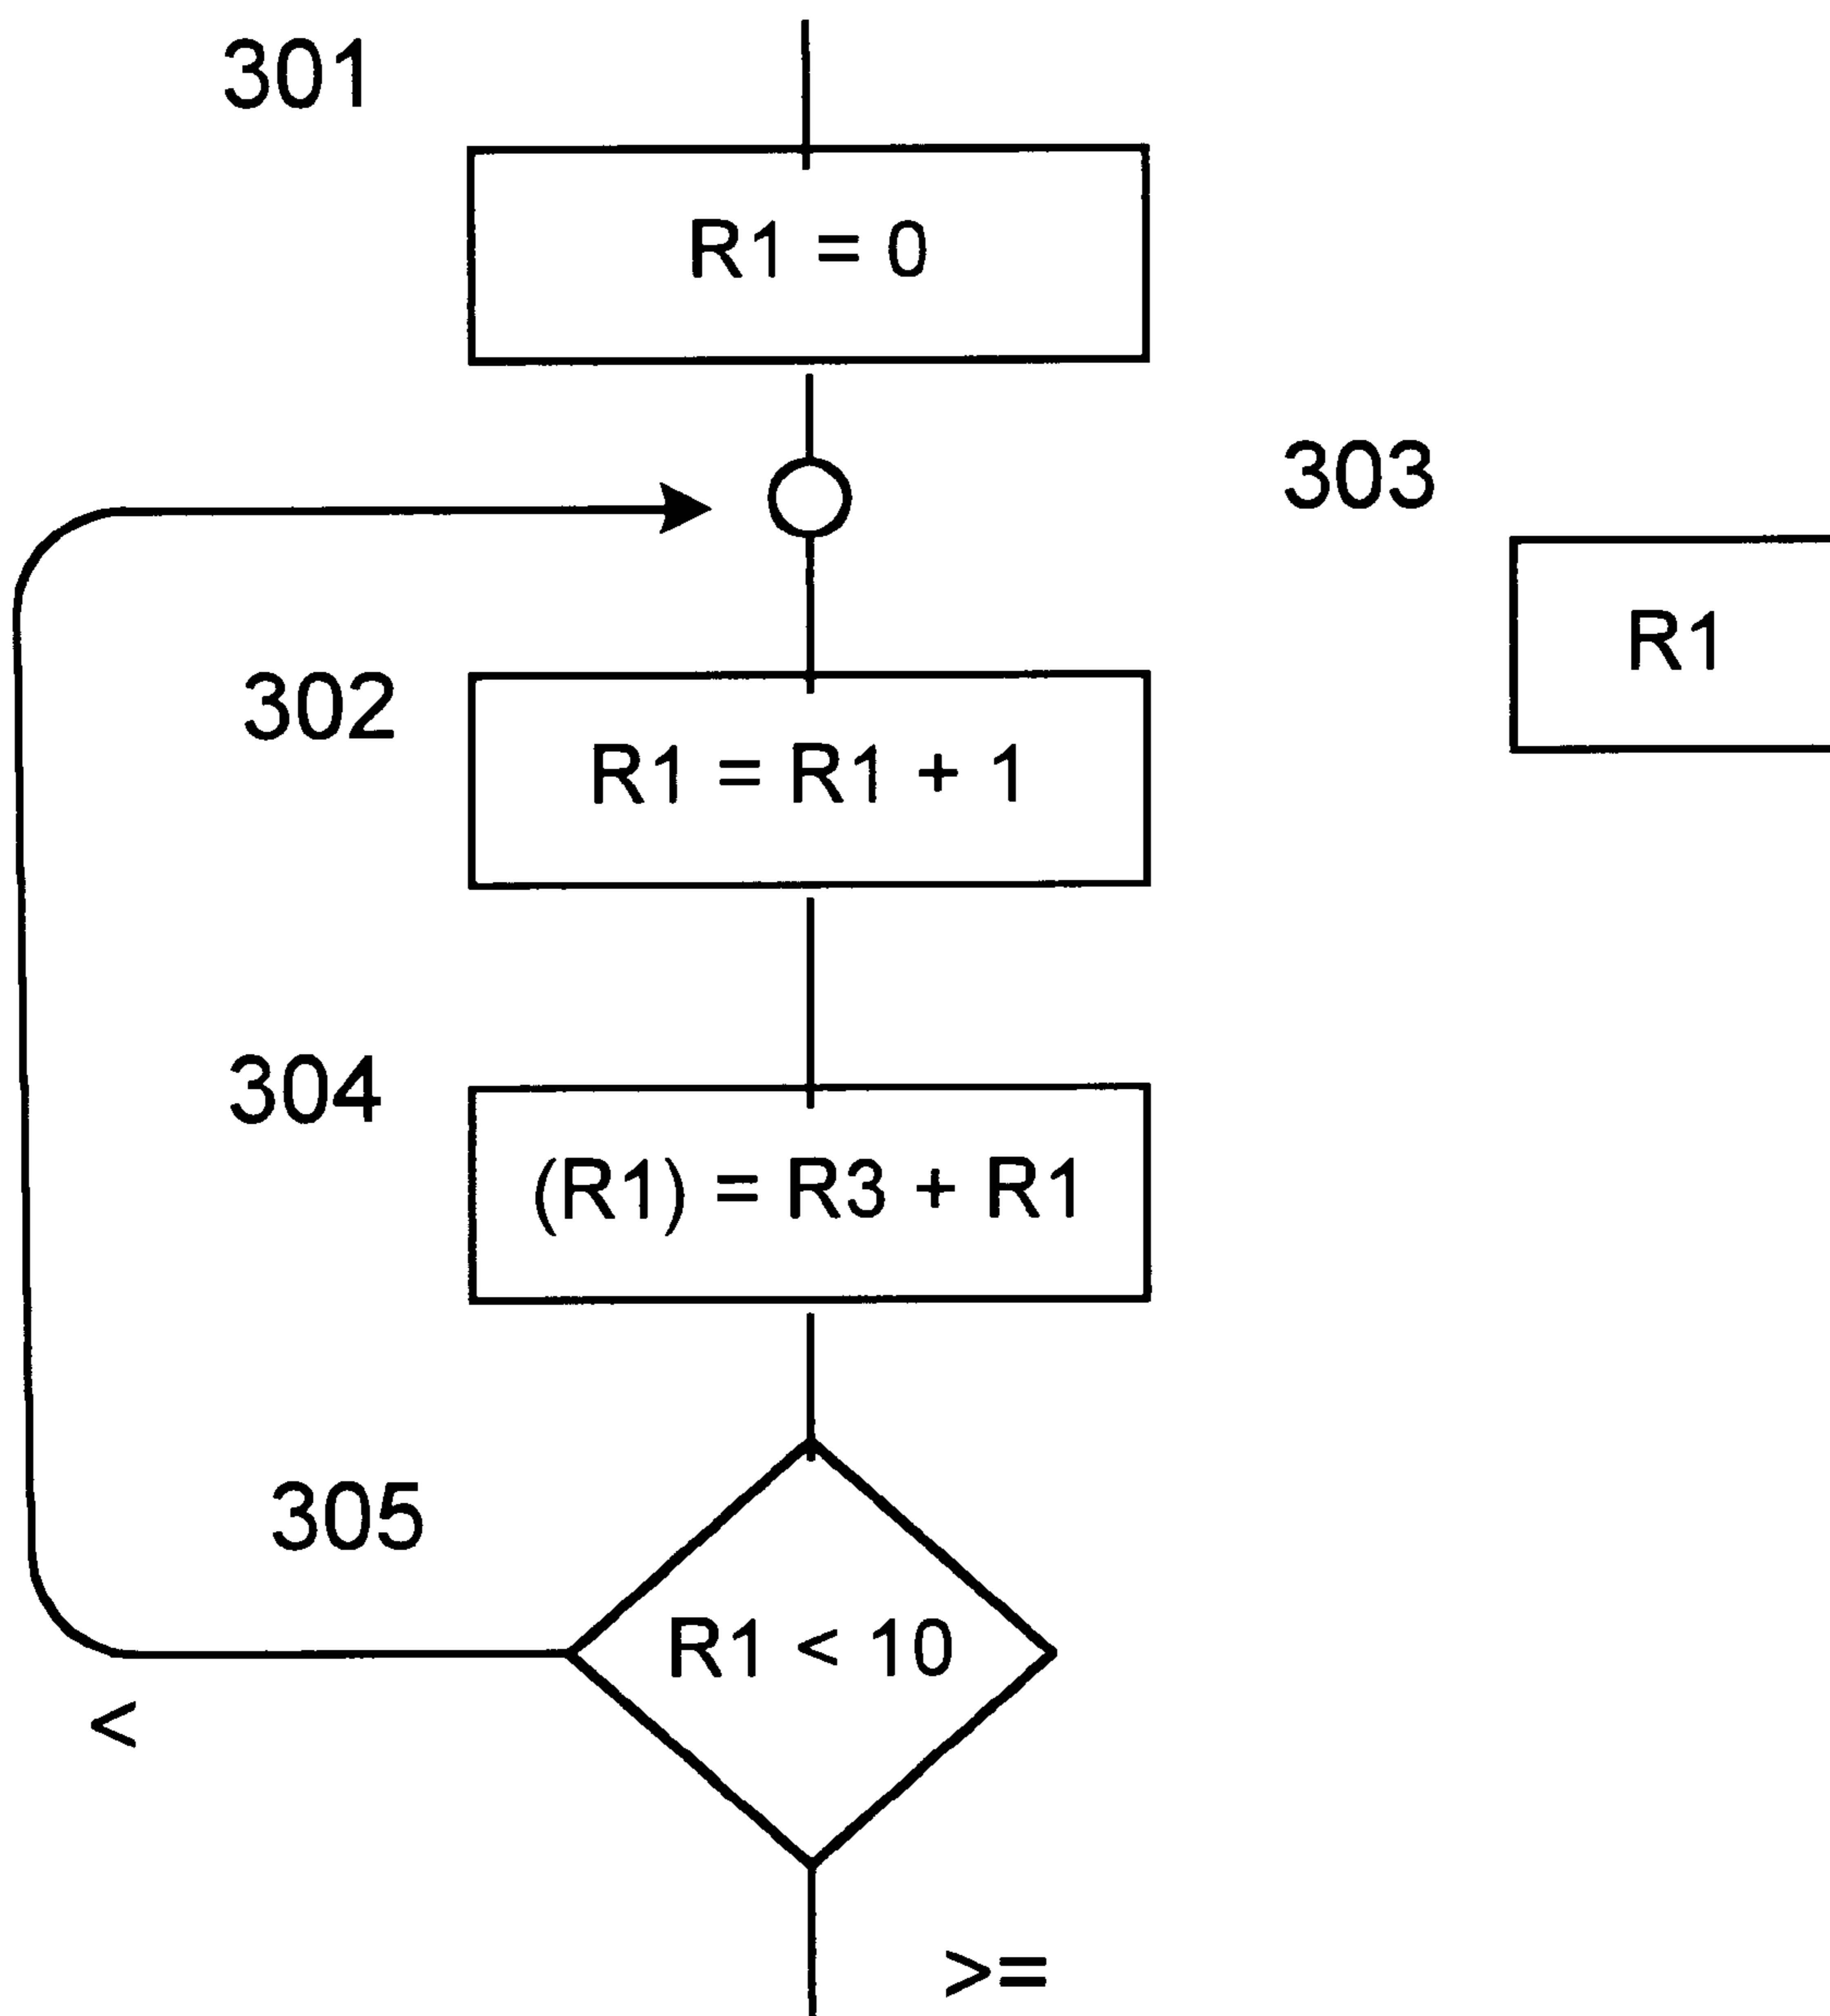 301
R1 = 0
303
R1
302
R1 = R1 + 1
304
(R1) = R3 + R1
305
R1 < 10
<
>=